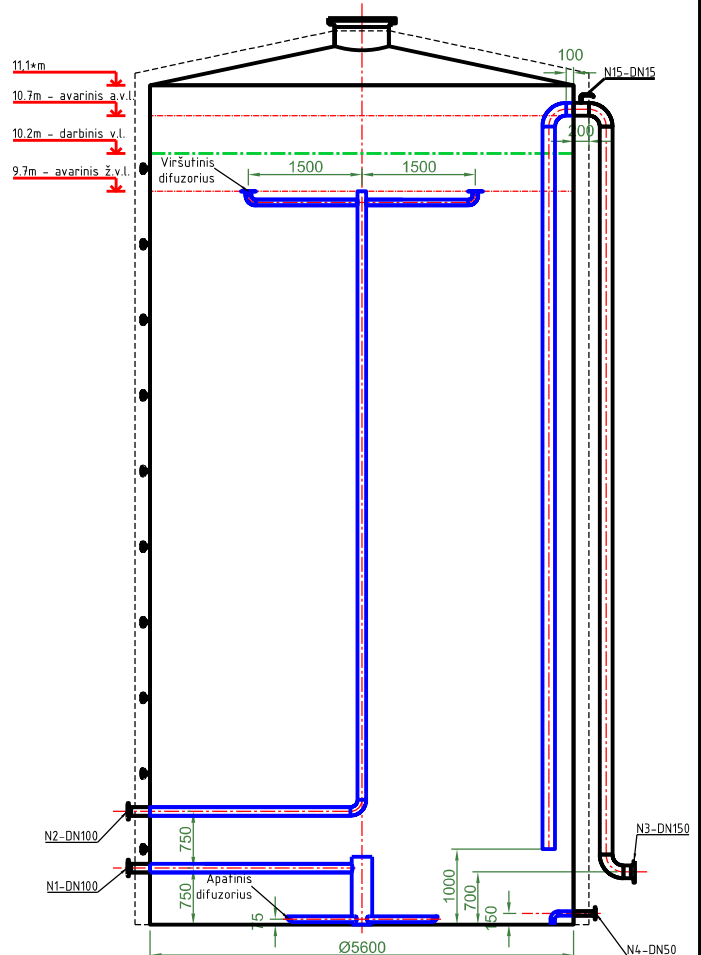 100
N15-DN15
11,1*m
10.7m - avarinis a.v.l.
10.2m - darbinis v.l.
200
9.7m - avarinis ž.v.l.
Viršutinis
difuzorius
1500
1500
N2-DN100
750
N3-DN150
N1-DN100
750
Apatinis
difuzorius
75
1000
700
150
N4-DN50
Ø5600